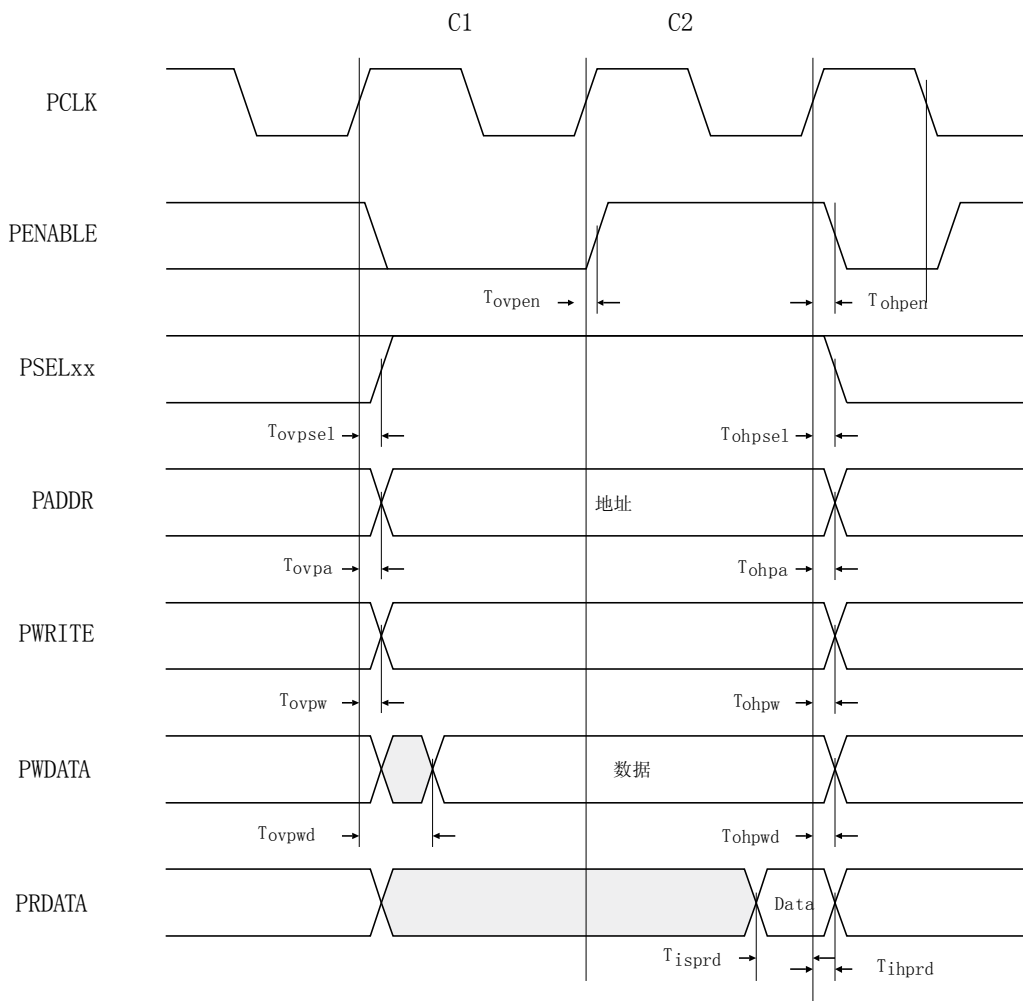 C1 C2
PCLK
PENABLE
Tovpen Tohpen
PSELxx
Tovpsel Tohpsel
PADDR 地址
Tovpa Tohpa
PWRITE
Tovpw Tohpw
PWDATA 数据
Tovpwd Tohpwd
PRDATA Data
Tisprd Tihprd